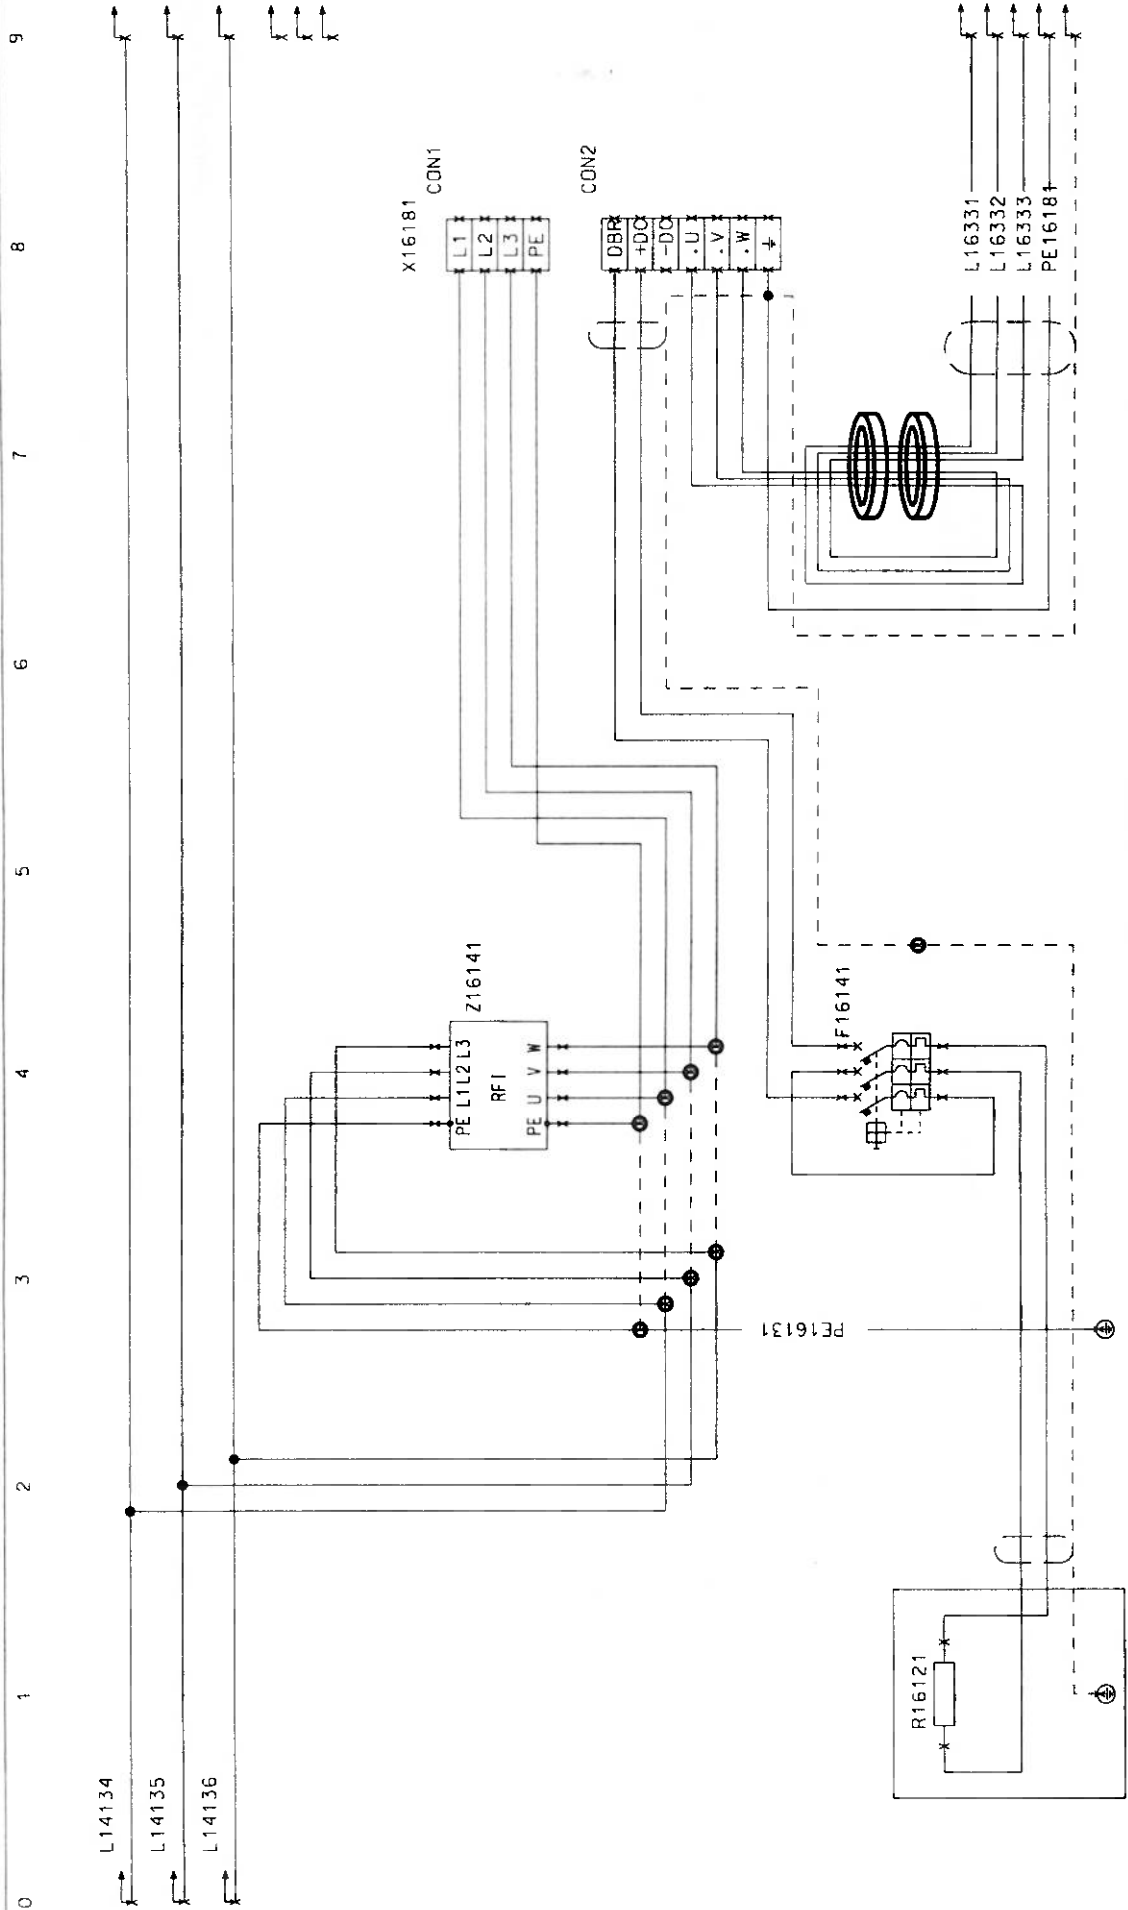 0 1 2 3 4 5 6 7 8 9
L14134
L14135
L14136
X16181
CON1
L1
L2
L3
PE
CON2
DBR
+DC
-DC
.U
.V
.W
Z16141
PE L1 L2 L3
RFI
PE U V W
PE16131
F16141
R16121
L16331
L16332
L16333
PE16181